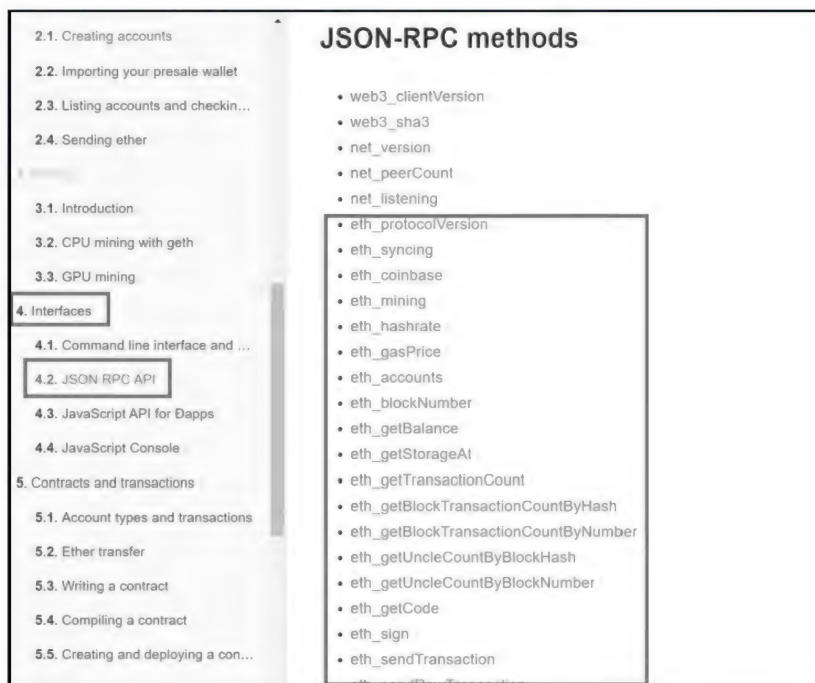 2.1. Creating accounts
2.2. Importing your presale wallet
2.3. Listing accounts and checkin...
2.4. Sending ether
3.1. Introduction
3.2. CPU mining with geth
3.3. GPU mining
4. Interfaces
4.1. Command line interface and ...
4.2. JSON RPC API
4.3. JavaScript API for Ðapps
4.4. JavaScript Console
5. Contracts and transactions
5.1. Account types and transactions
5.2. Ether transfer
5.3. Writing a contract
5.4. Compiling a contract
5.5. Creating and deploying a con...
JSON-RPC methods
• web3_clientVersion
• web3_sha3
• net_version
• net_peerCount
• net_listening
• eth_protocolVersion
• eth_syncing
• eth_coinbase
• eth_mining
• eth_hashrate
• eth_gasPrice
• eth_accounts
• eth_blockNumber
• eth_getBalance
• eth_getStorageAt
• eth_getTransactionCount
• eth_getBlockTransactionCountByHash
• eth_getBlockTransactionCountByNumber
• eth_getUncleCountByBlockHash
• eth_getUncleCountByBlockNumber
• eth_getCode
• eth_sign
• eth_sendTransaction